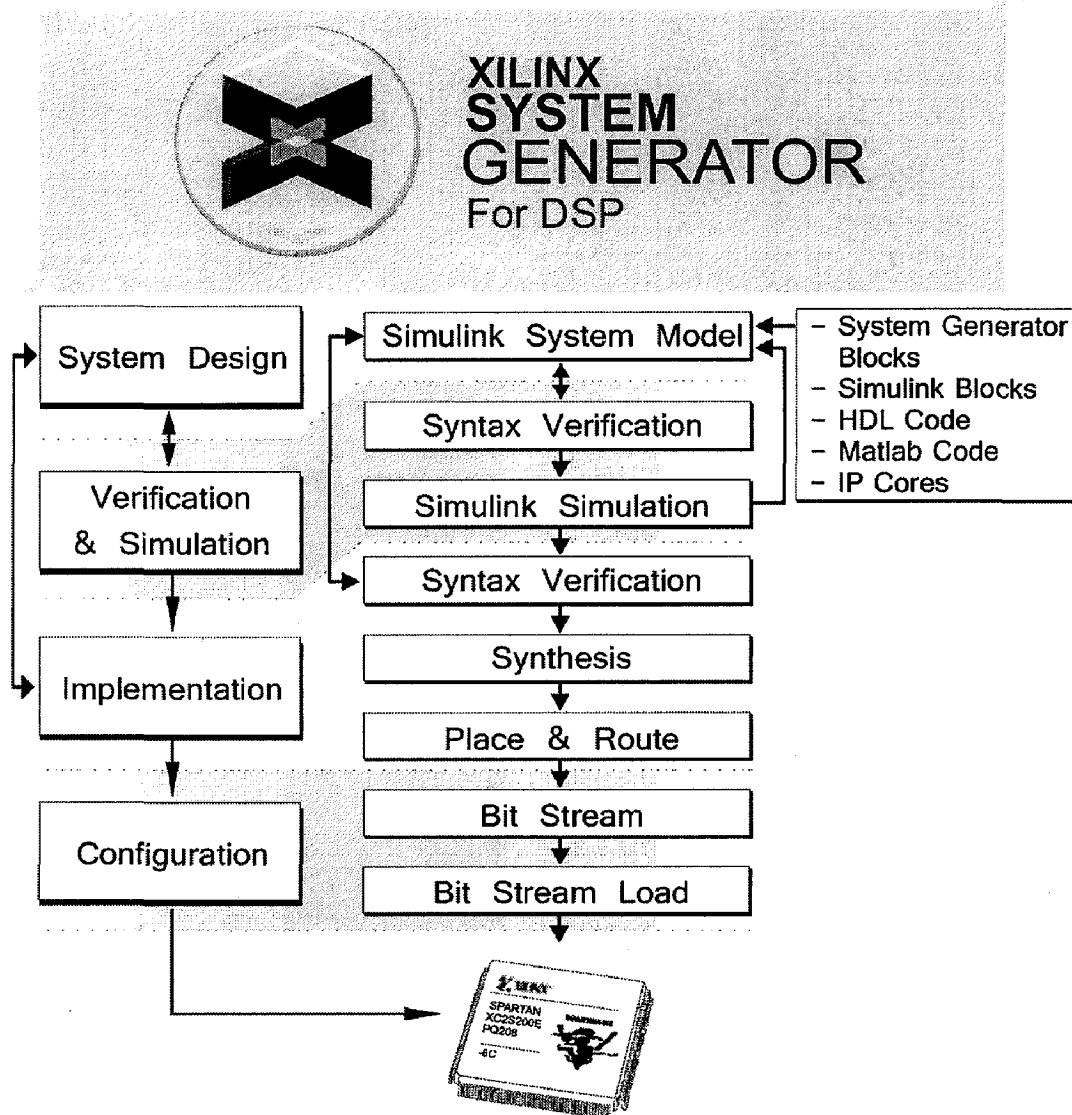 XILINX
SYSTEM
GENERATOR
For DSP
System Design
Verification
& Simulation
Implementation
Configuration
Simulink System Model
Syntax Verification
Simulink Simulation
Syntax Verification
Synthesis
Place & Route
Bit Stream
Bit Stream Load
– System Generator
Blocks
– Simulink Blocks
– HDL Code
– Matlab Code
– IP Cores
XILINX
SPARTAN
XC2S200E
PQ208
-6C